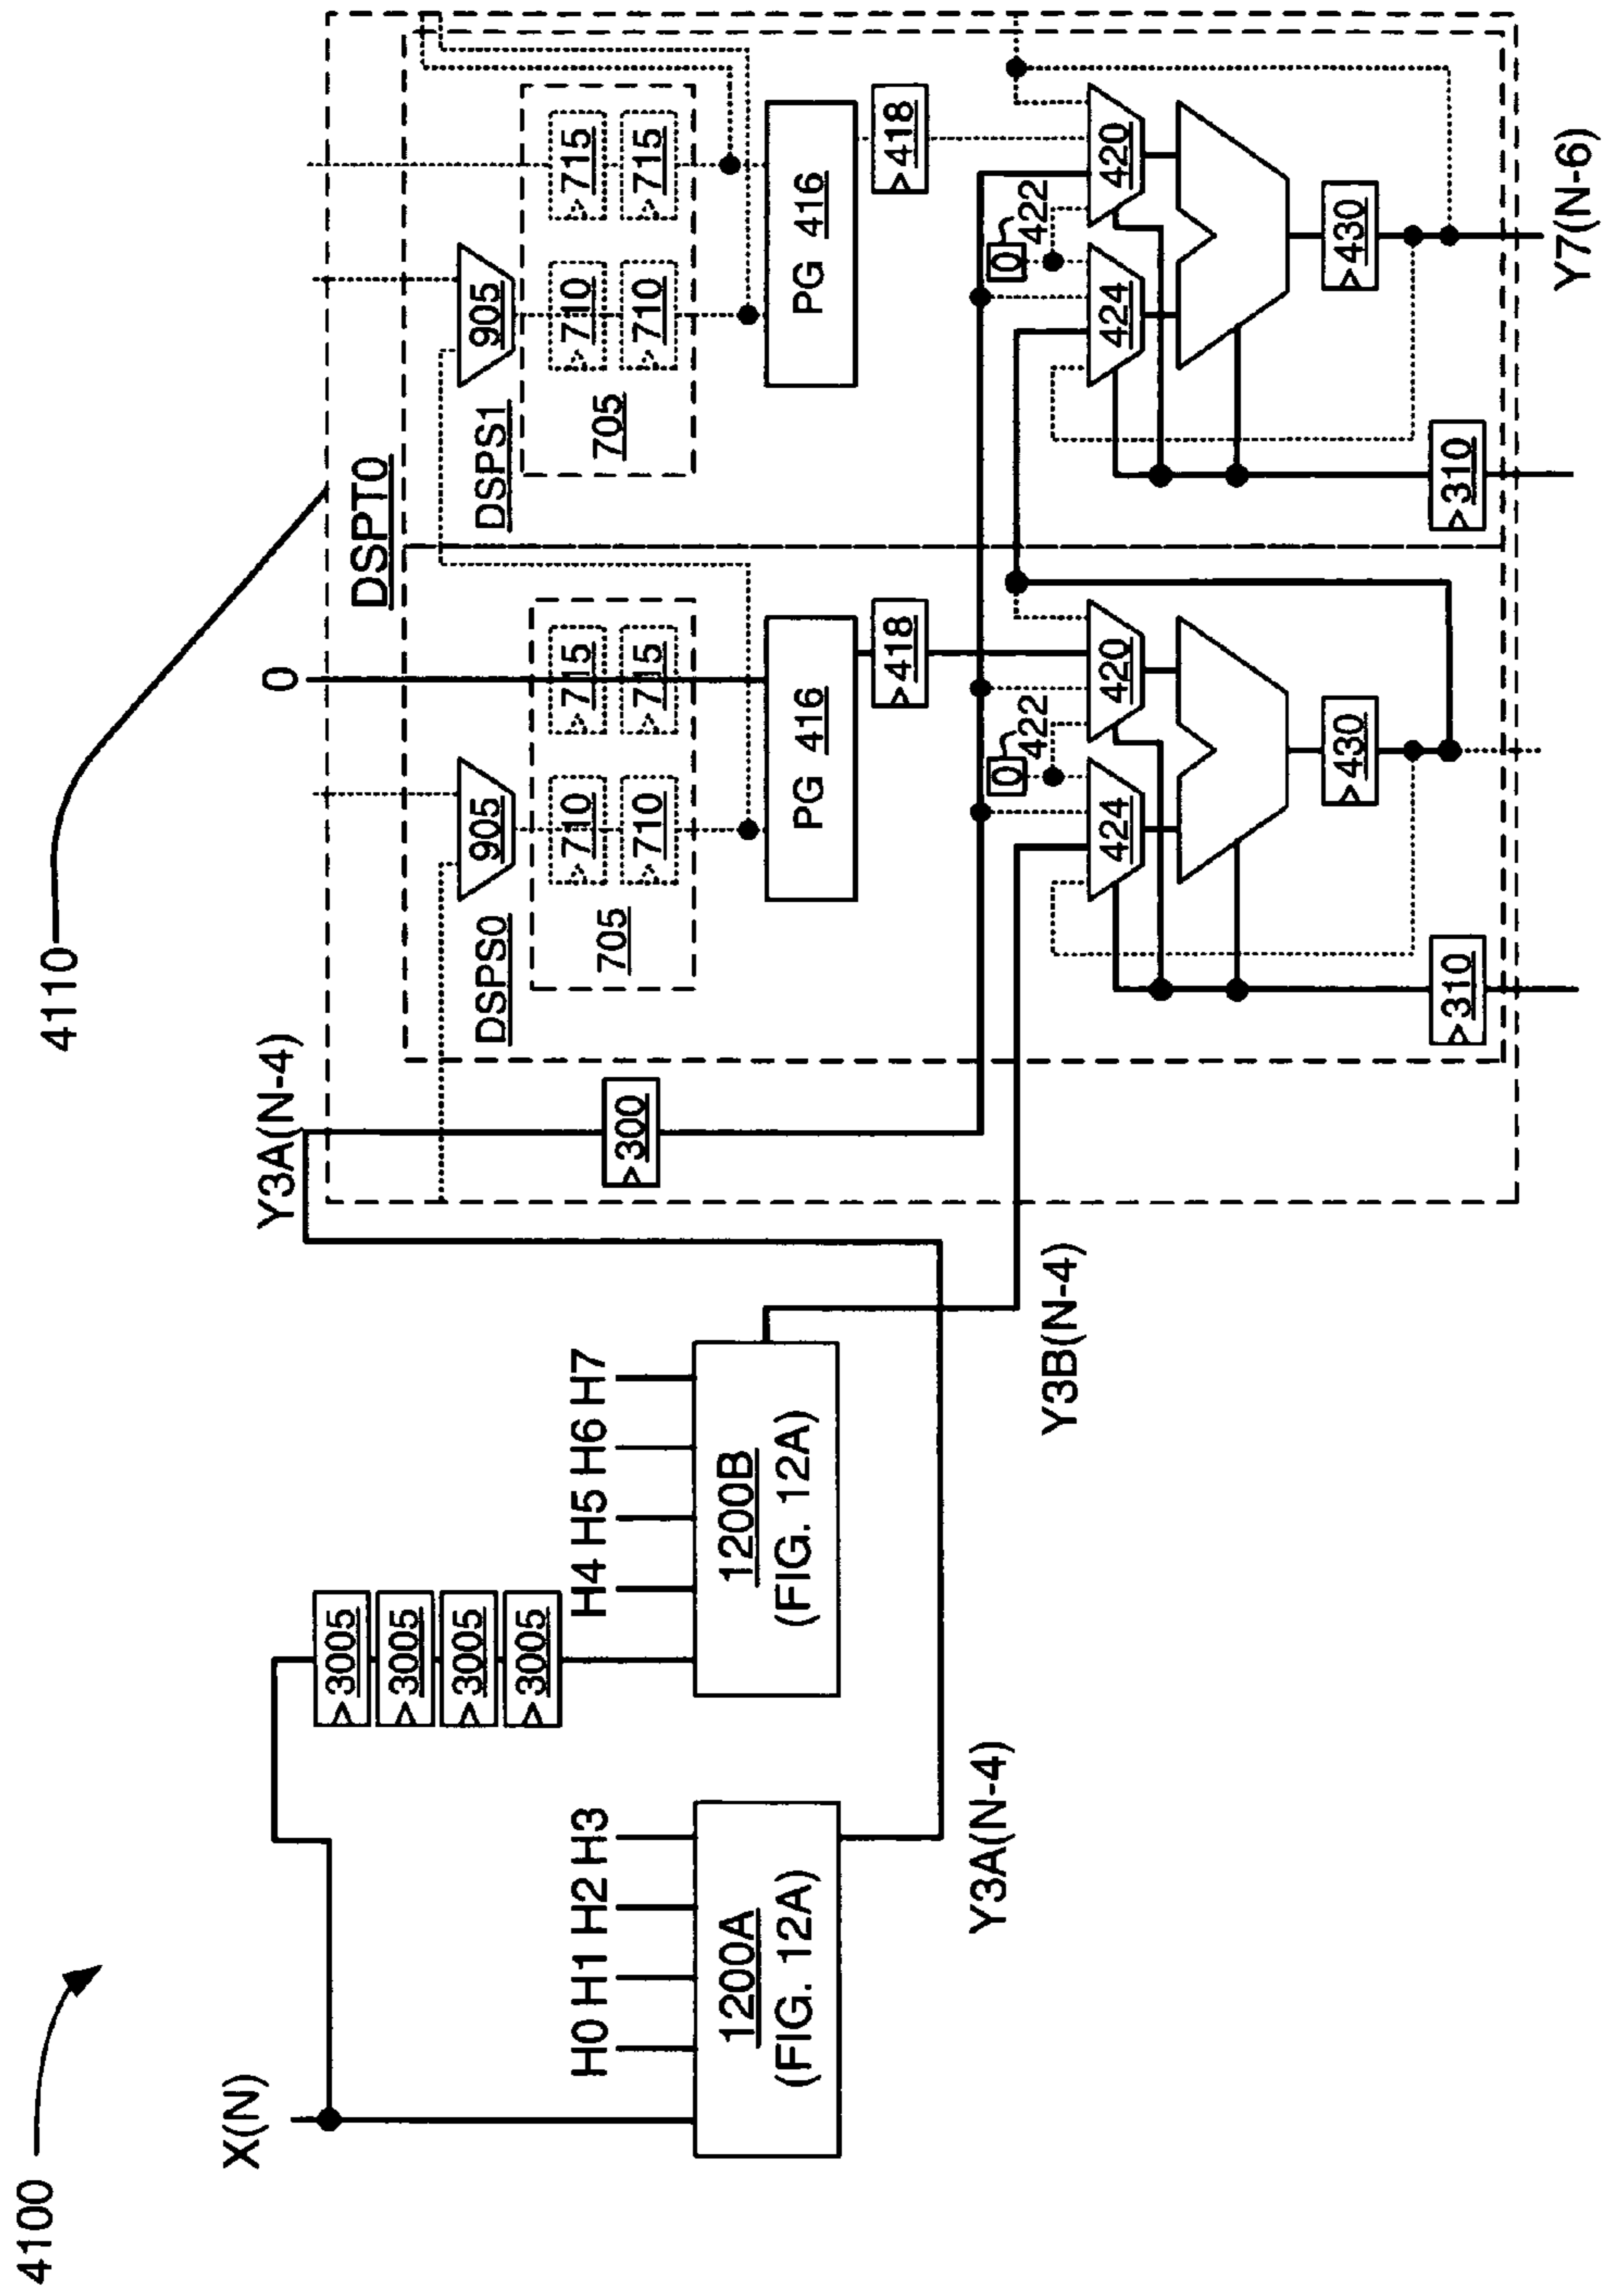 4100
X(N)
H0 H1 H2 H3
1200A
(FIG. 12A)
Y3A(N-4)
>3005
>3005
>3005
>3005
H4 H5 H6 H7
1200B
(FIG. 12A)
Y3B(N-4)
Y3A(N-4)
4110
>300
DSPT0
0
DSPS0
905
705
>710
>715
>710
>715
PG 416
>418
0
422
424
420
>430
>310
DSPS1
905
705
>710
>715
>710
>715
PG 416
>418
0
422
424
420
>430
>310
Y7(N-6)